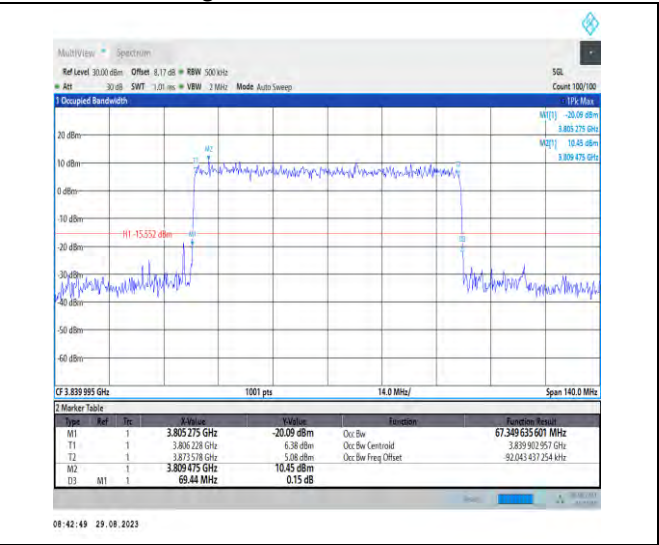 MultiView Spectrum
Ref Level 30.00 dBm Offset 8.17 dB RBW 500 kHz SGL
Att 30 dB SWT 1.01 ms VBW 2 MHz Mode Auto Sweep Count 100/100
1 Occupied Bandwidth 1Pk Max
M1[1] -20.09 dBm
3.805 275 GHz
20 dBm
M2[1] 10.45 dBm
3.809 475 GHz
M2
10 dBm
T1
0 dBm
-10 dBm
H1 -15.552 dBm
M1
D3
-20 dBm
-30 dBm
-40 dBm
-50 dBm
-60 dBm
CF 3.839 995 GHz 1001 pts 14.0 MHz/ Span 140.0 MHz
2 Marker Table
Type Ref Trc X-Value Y-Value Function Function Result
M1 1 3.805 275 GHz -20.09 dBm Occ Bw 67.349 635 601 MHz
T1 1 3.806 228 GHz 6.38 dBm Occ Bw Centroid 3.839 902 957 GHz
T2 1 3.873 578 GHz 5.08 dBm Occ Bw Freq Offset -92.043 437 254 kHz
M2 1 3.809 475 GHz 10.45 dBm
D3 M1 1 69.44 MHz 0.15 dB
08:42:49 29.08.2023